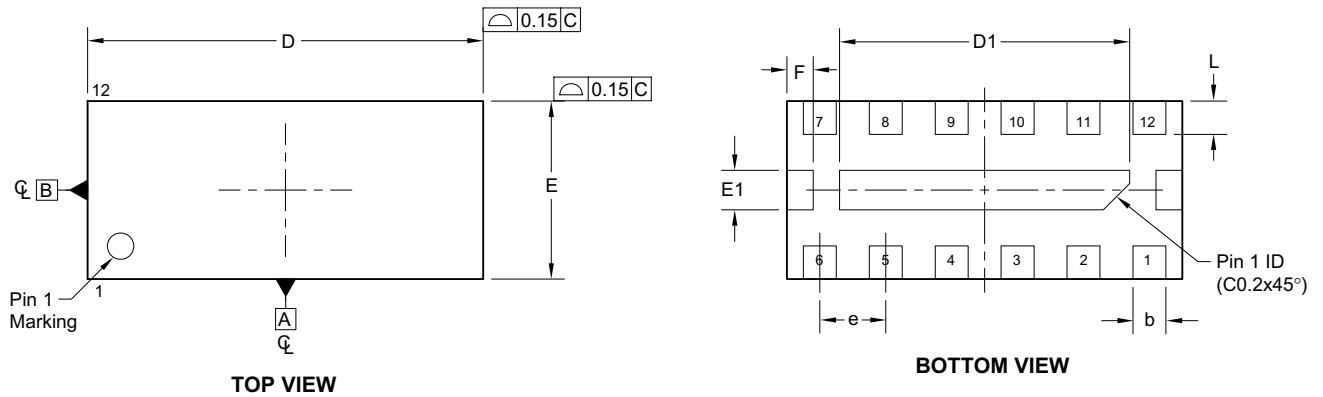 D
⌓ 0.15 C
⌓ 0.15 C
12
E
℄ B
1
Pin 1
Marking
A
℄
TOP VIEW
D1
F
L
7 8 9 10 11 12
E1
6 5 4 3 2 1
Pin 1 ID
(C0.2x45°)
e
b
BOTTOM VIEW